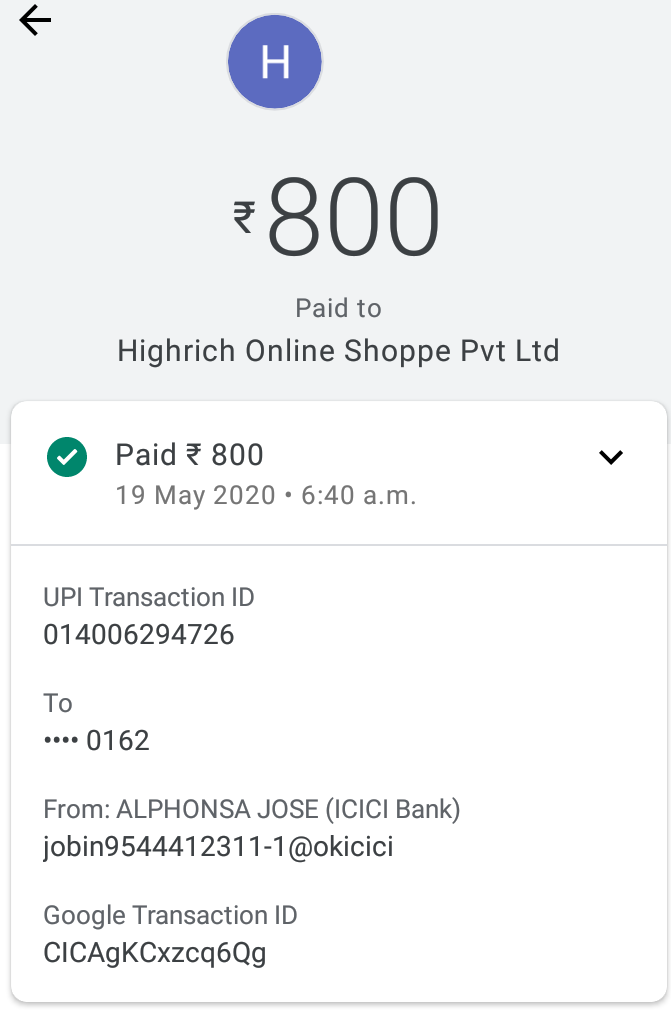 H
₹800
Paid to
Highrich Online Shoppe Pvt Ltd
Paid ₹ 800
19 May 2020 • 6:40 a.m.
UPI Transaction ID
014006294726
To
•••• 0162
From: ALPHONSA JOSE (ICICI Bank)
jobin9544412311-1@okicici
Google Transaction ID
CICAgKCxzcq6Qg